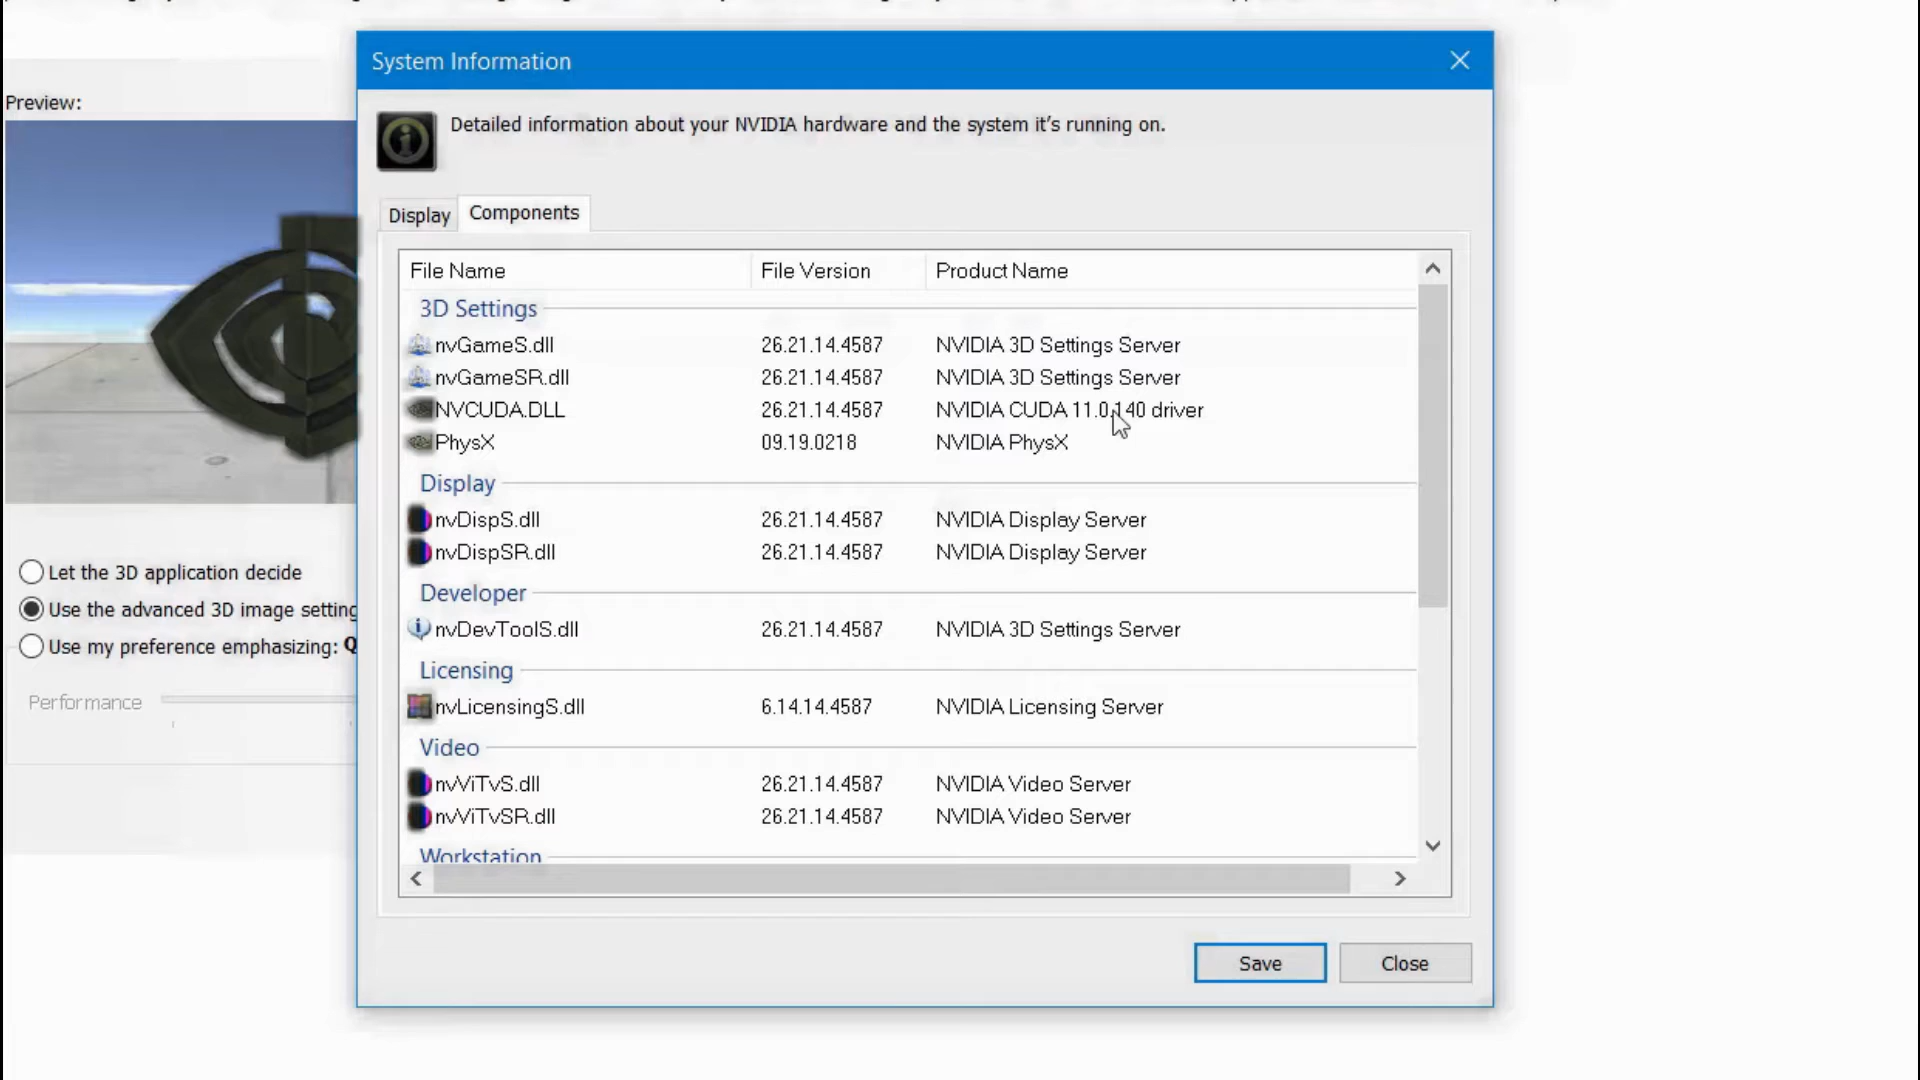 System Information
Detailed information about your NVIDIA hardware and the system it's running on.
Preview:
Display
Components
File Name File Version Product Name
3D Settings
nvGameS.dll 26.21.14.4587 NVIDIA 3D Settings Server
nvGameSR.dll 26.21.14.4587 NVIDIA 3D Settings Server
NVCUDA.DLL 26.21.14.4587 NVIDIA CUDA 11.0.140 driver
PhysX 09.19.0218 NVIDIA PhysX
Display
nvDispS.dll 26.21.14.4587 NVIDIA Display Server
nvDispSR.dll 26.21.14.4587 NVIDIA Display Server
Developer
nvDevToolS.dll 26.21.14.4587 NVIDIA 3D Settings Server
Licensing
nvLicensingS.dll 6.14.14.4587 NVIDIA Licensing Server
Video
nvViTvS.dll 26.21.14.4587 NVIDIA Video Server
nvViTvSR.dll 26.21.14.4587 NVIDIA Video Server
Workstation
Let the 3D application decide
Use the advanced 3D image setting
Use my preference emphasizing: Q
Performance
Save
Close